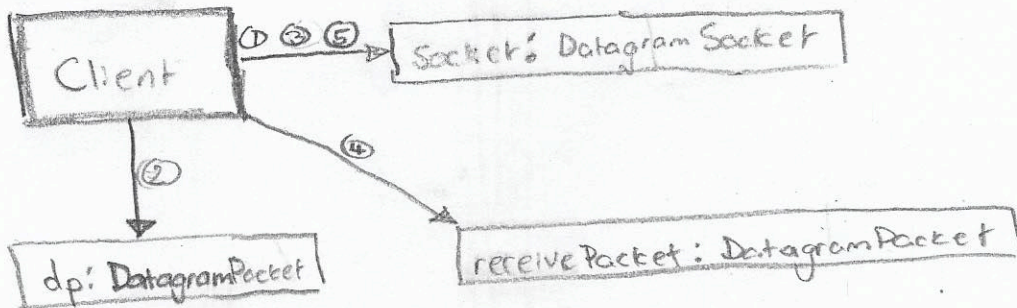 ① ③ ⑤
Socket: DatagramSocket
Client
④
②
receivePacket: DatagramPacket
dp: DatagramPacket